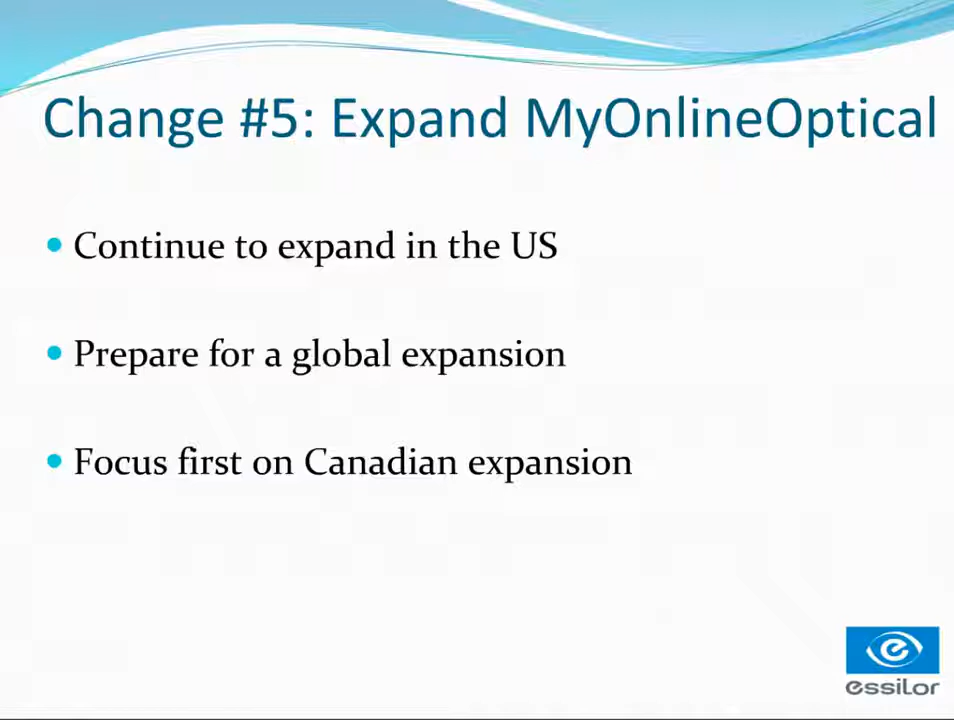 Change #5: Expand MyOnlineOptical
Continue to expand in the US
Prepare for a global expansion
Focus first on Canadian expansion
e
essilor